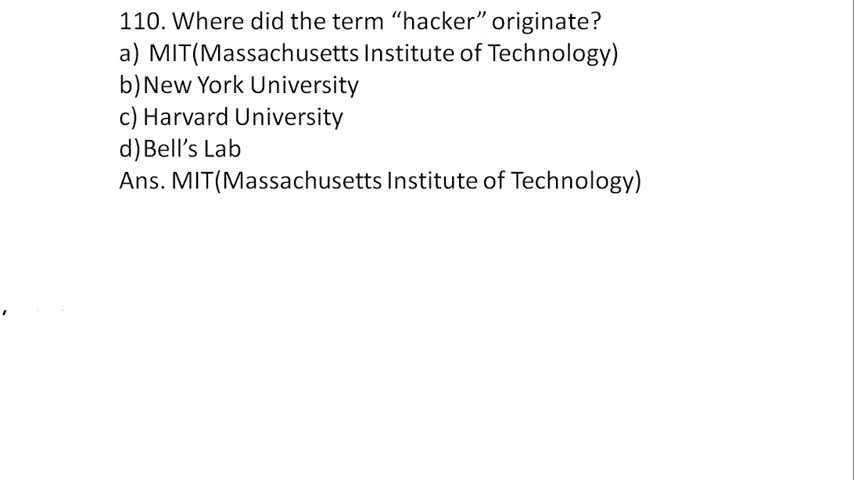 110. Where did the term “hacker” originate?
a) MIT(Massachusetts Institute of Technology)
b)New York University
c) Harvard University
d)Bell’s Lab
Ans. MIT(Massachusetts Institute of Technology)